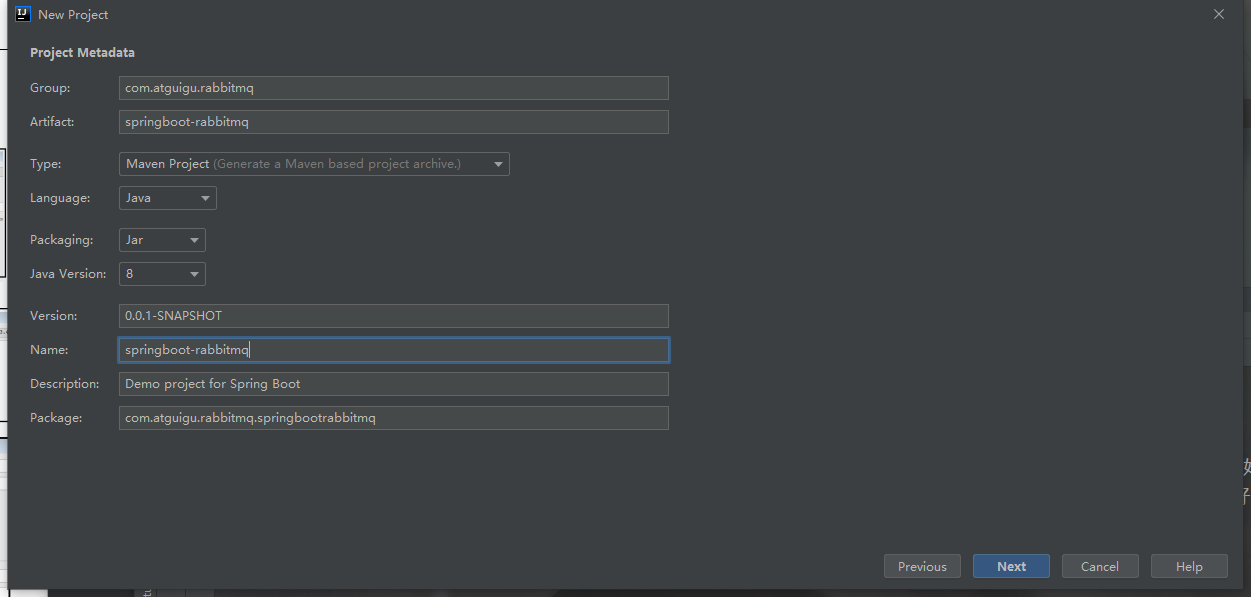 New Project
Project Metadata
Group: com.atguigu.rabbitmq
Artifact: springboot-rabbitmq
Type: Maven Project (Generate a Maven based project archive.)
Language: Java
Packaging: Jar
Java Version: 8
Version: 0.0.1-SNAPSHOT
Name: springboot-rabbitmq
Description: Demo project for Spring Boot
Package: com.atguigu.rabbitmq.springbootrabbitmq
Previous Next Cancel Help